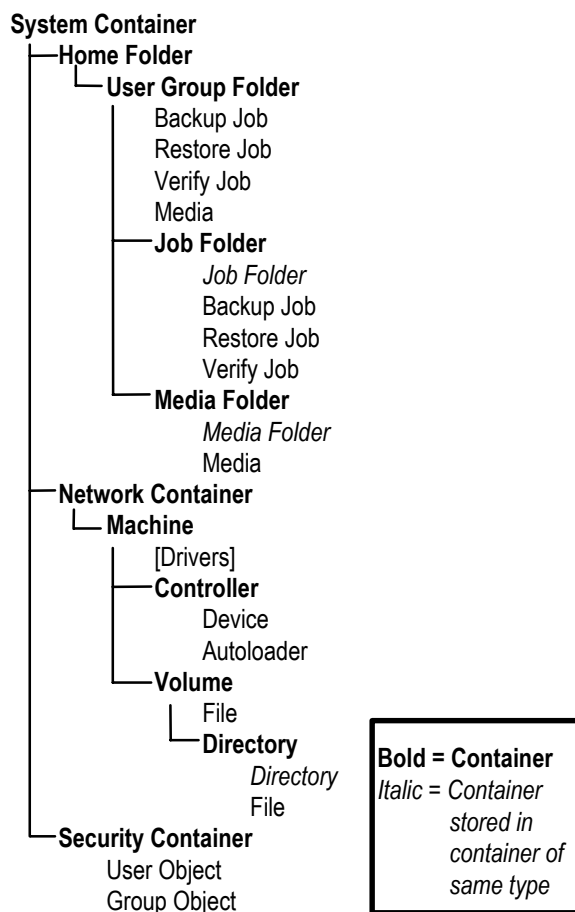 System Container
Home Folder
User Group Folder
Backup Job
Restore Job
Verify Job
Media
Job Folder
Job Folder
Backup Job
Restore Job
Verify Job
Media Folder
Media Folder
Media
Network Container
Machine
[Drivers]
Controller
Device
Autoloader
Volume
File
Directory
Directory
File
Security Container
User Object
Group Object
Bold = Container
Italic = Container
stored in
container of
same type